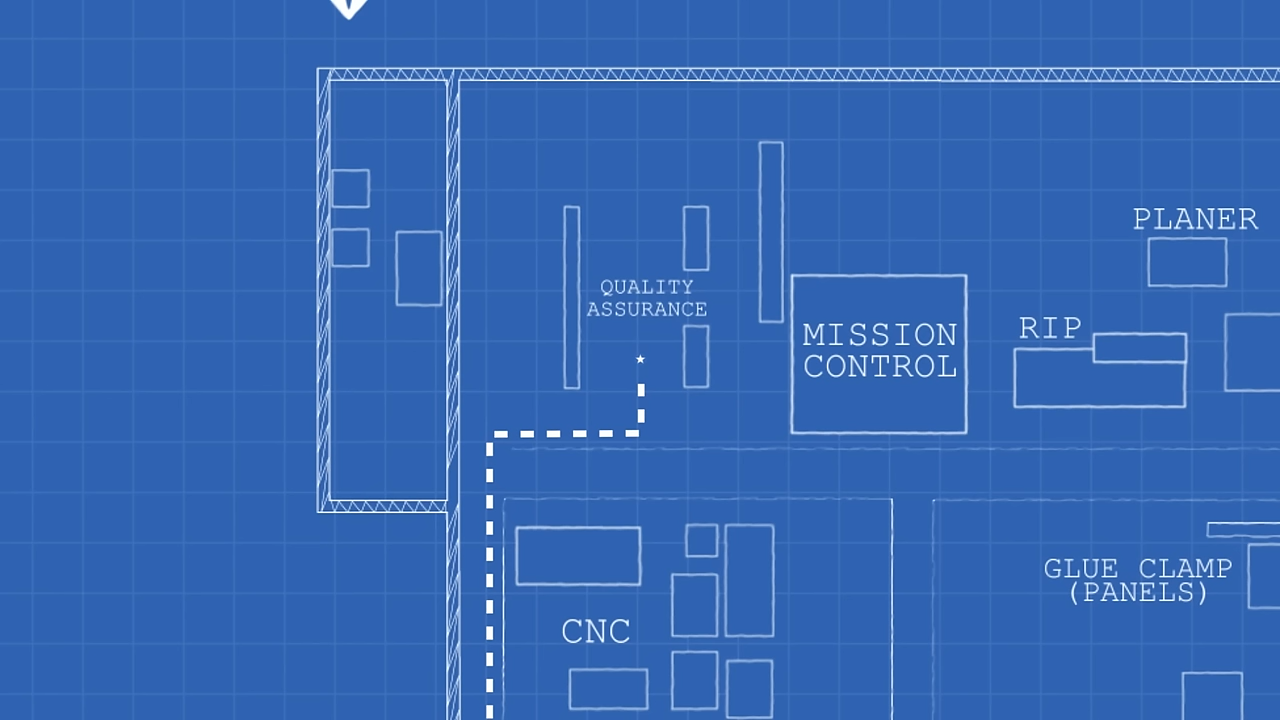 PLANER
QUALITY
ASSURANCE
MISSION
CONTROL
RIP
GLUE CLAMP
(PANELS)
CNC